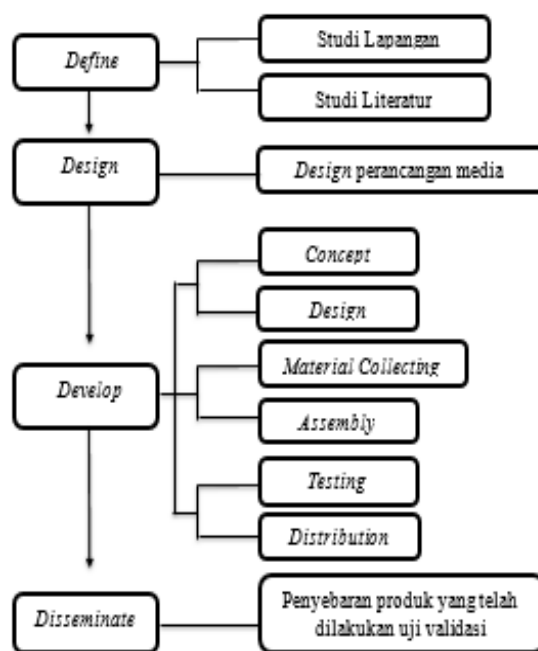 Define
Studi Lapangan
Studi Literatur
Design
Design perancangan media
Develop
Concept
Design
Material Collecting
Assembly
Testing
Distribution
Disseminate
Penyebaran produk yang telah
dilakukan uji validasi